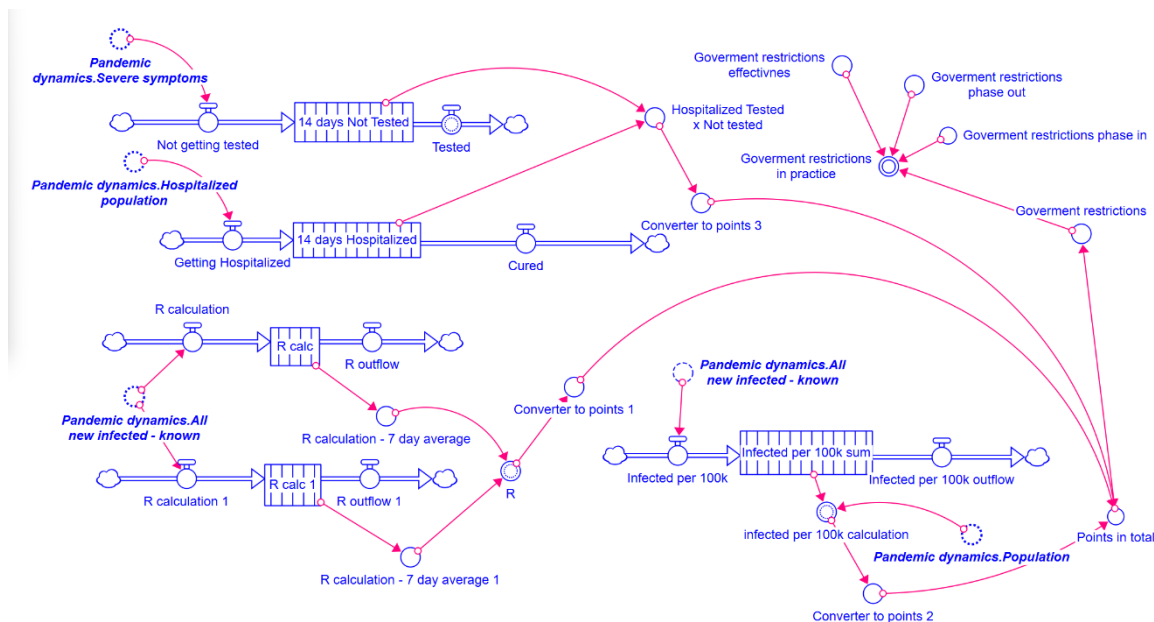 Pandemic
dynamics.Severe symptoms
Not getting tested
14 days Not Tested
Tested
Hospitalized Tested
x Not tested
Goverment restrictions
effectivnes
Goverment restrictions
phase out
Goverment restrictions phase in
Goverment restrictions
in practice
Goverment restrictions
Pandemic dynamics.Hospitalized
population
Getting Hospitalized
14 days Hospitalized
Cured
Converter to points 3
R calculation
R calc
R outflow
Pandemic dynamics.All
new infected - known
R calculation - 7 day average
R calculation 1
R calc 1
R outflow 1
R
R calculation - 7 day average 1
Converter to points 1
Pandemic dynamics.All
new infected - known
Infected per 100k
Infected per 100k sum
Infected per 100k outflow
infected per 100k calculation
Pandemic dynamics.Population
Points in total
Converter to points 2